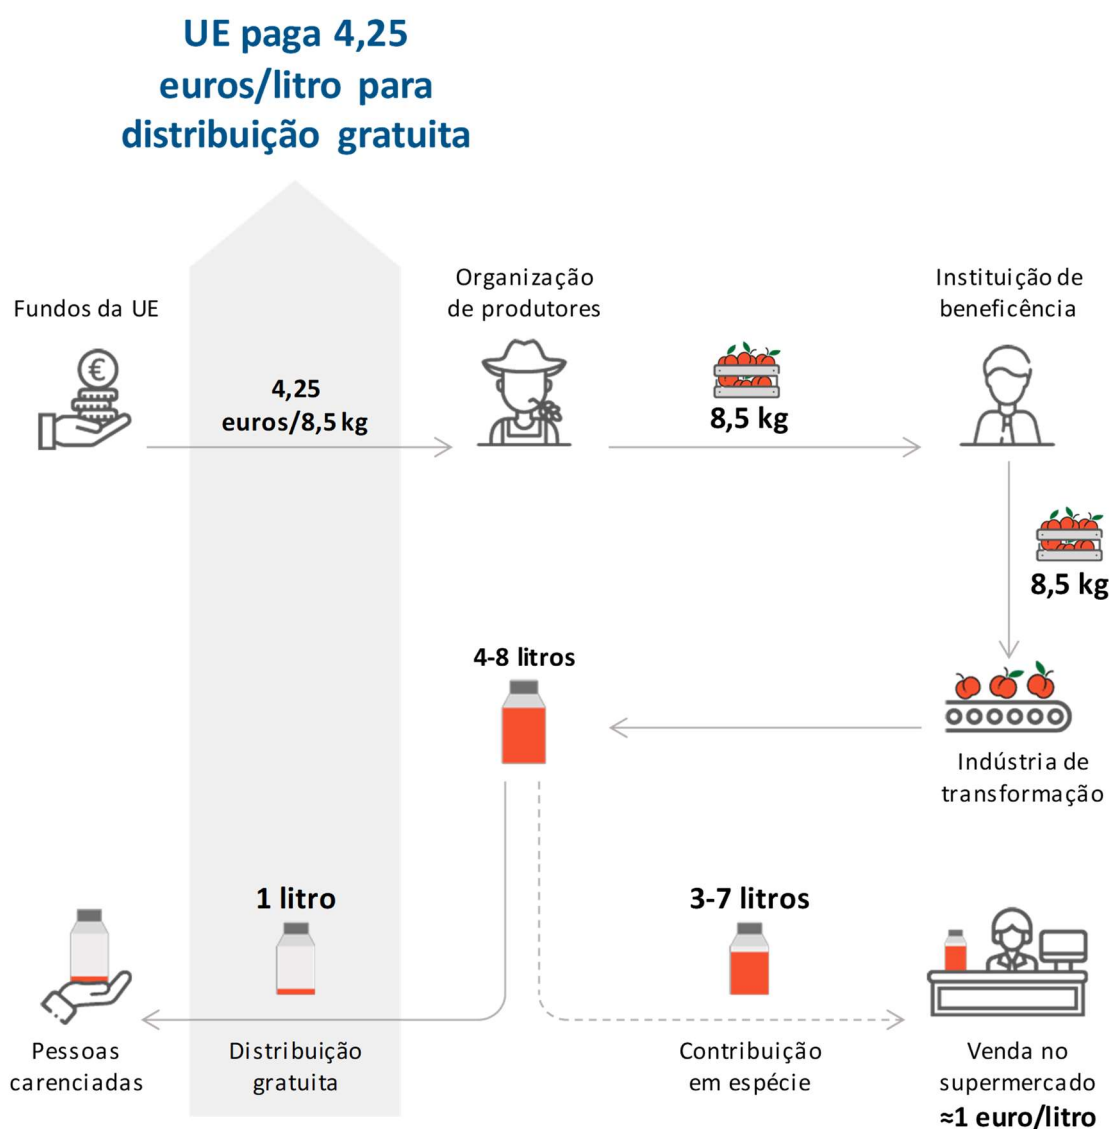 UE paga 4,25
euros/litro para
distribuição gratuita
Fundos da UE
4,25
euros/8,5 kg
Organização
de produtores
8,5 kg
Instituição de
beneficência
8,5 kg
Indústria de
transformação
4-8 litros
1 litro
3-7 litros
Pessoas
carenciadas
Distribuição
gratuita
Contribuição
em espécie
Venda no
supermercado
≈1 euro/litro